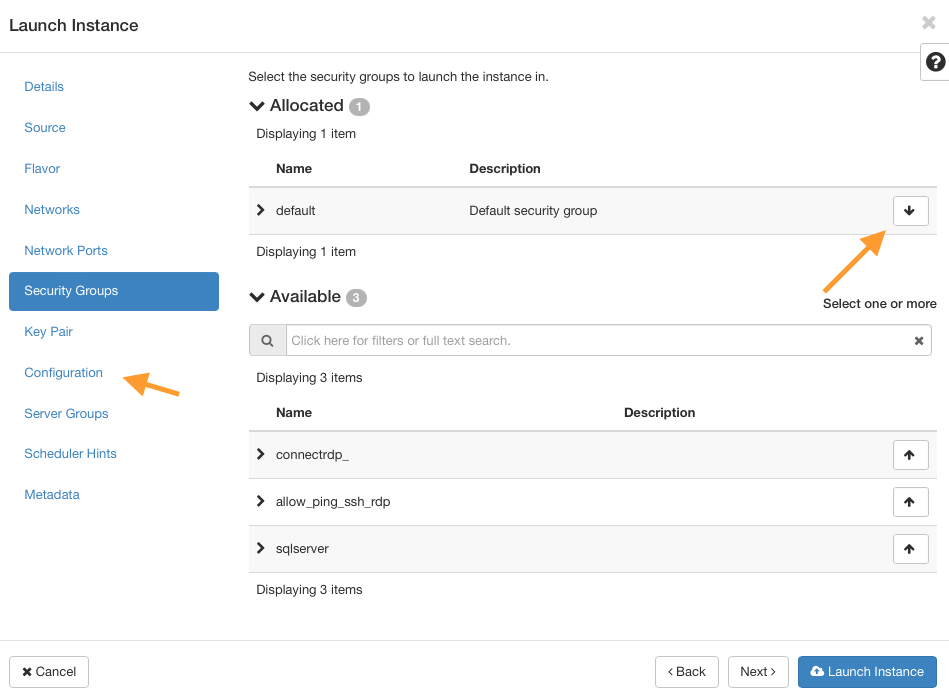 Launch Instance
Details
Source
Flavor
Networks
Network Ports
Security Groups
Key Pair
Configuration
Server Groups
Scheduler Hints
Metadata
Select the security groups to launch the instance in.
Allocated 1
Displaying 1 item
Name Description
default Default security group
Displaying 1 item
Available 3
Select one or more
Click here for filters or full text search.
Displaying 3 items
Name Description
connectrdp_
allow_ping_ssh_rdp
sqlserver
Displaying 3 items
Cancel
Back
Next
Launch Instance